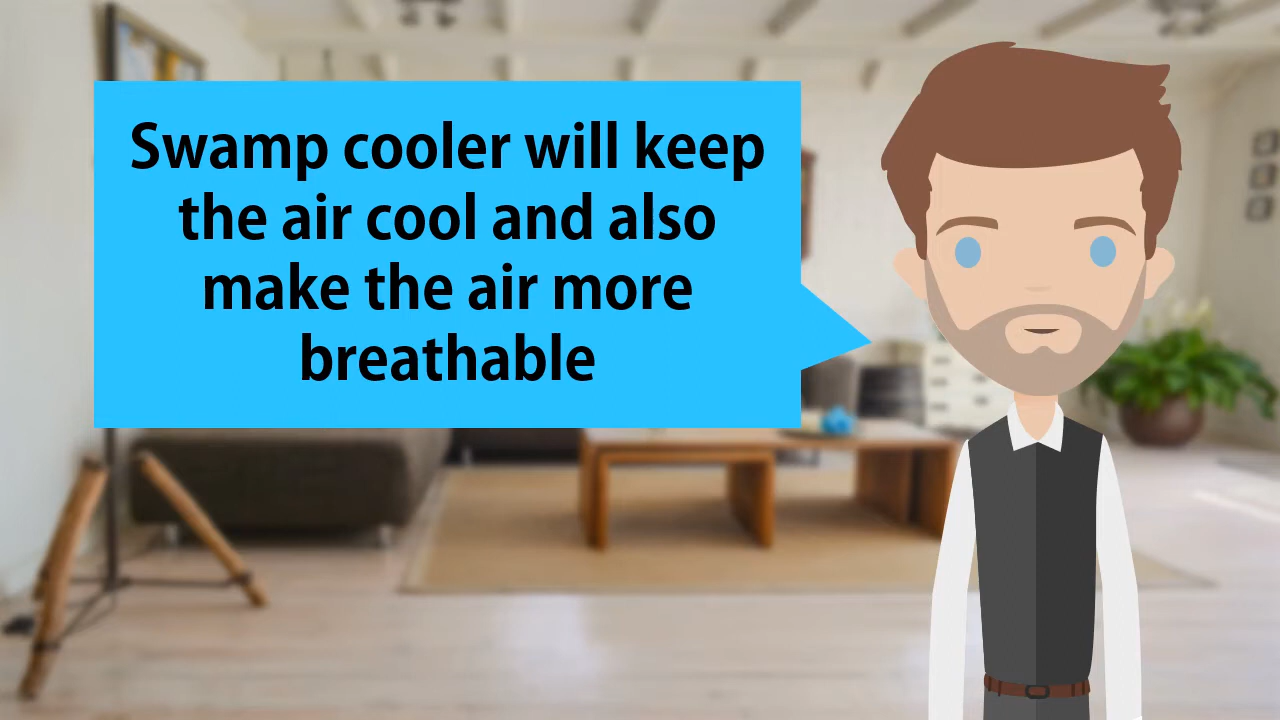 Swamp cooler will keep
the air cool and also
make the air more
breathable